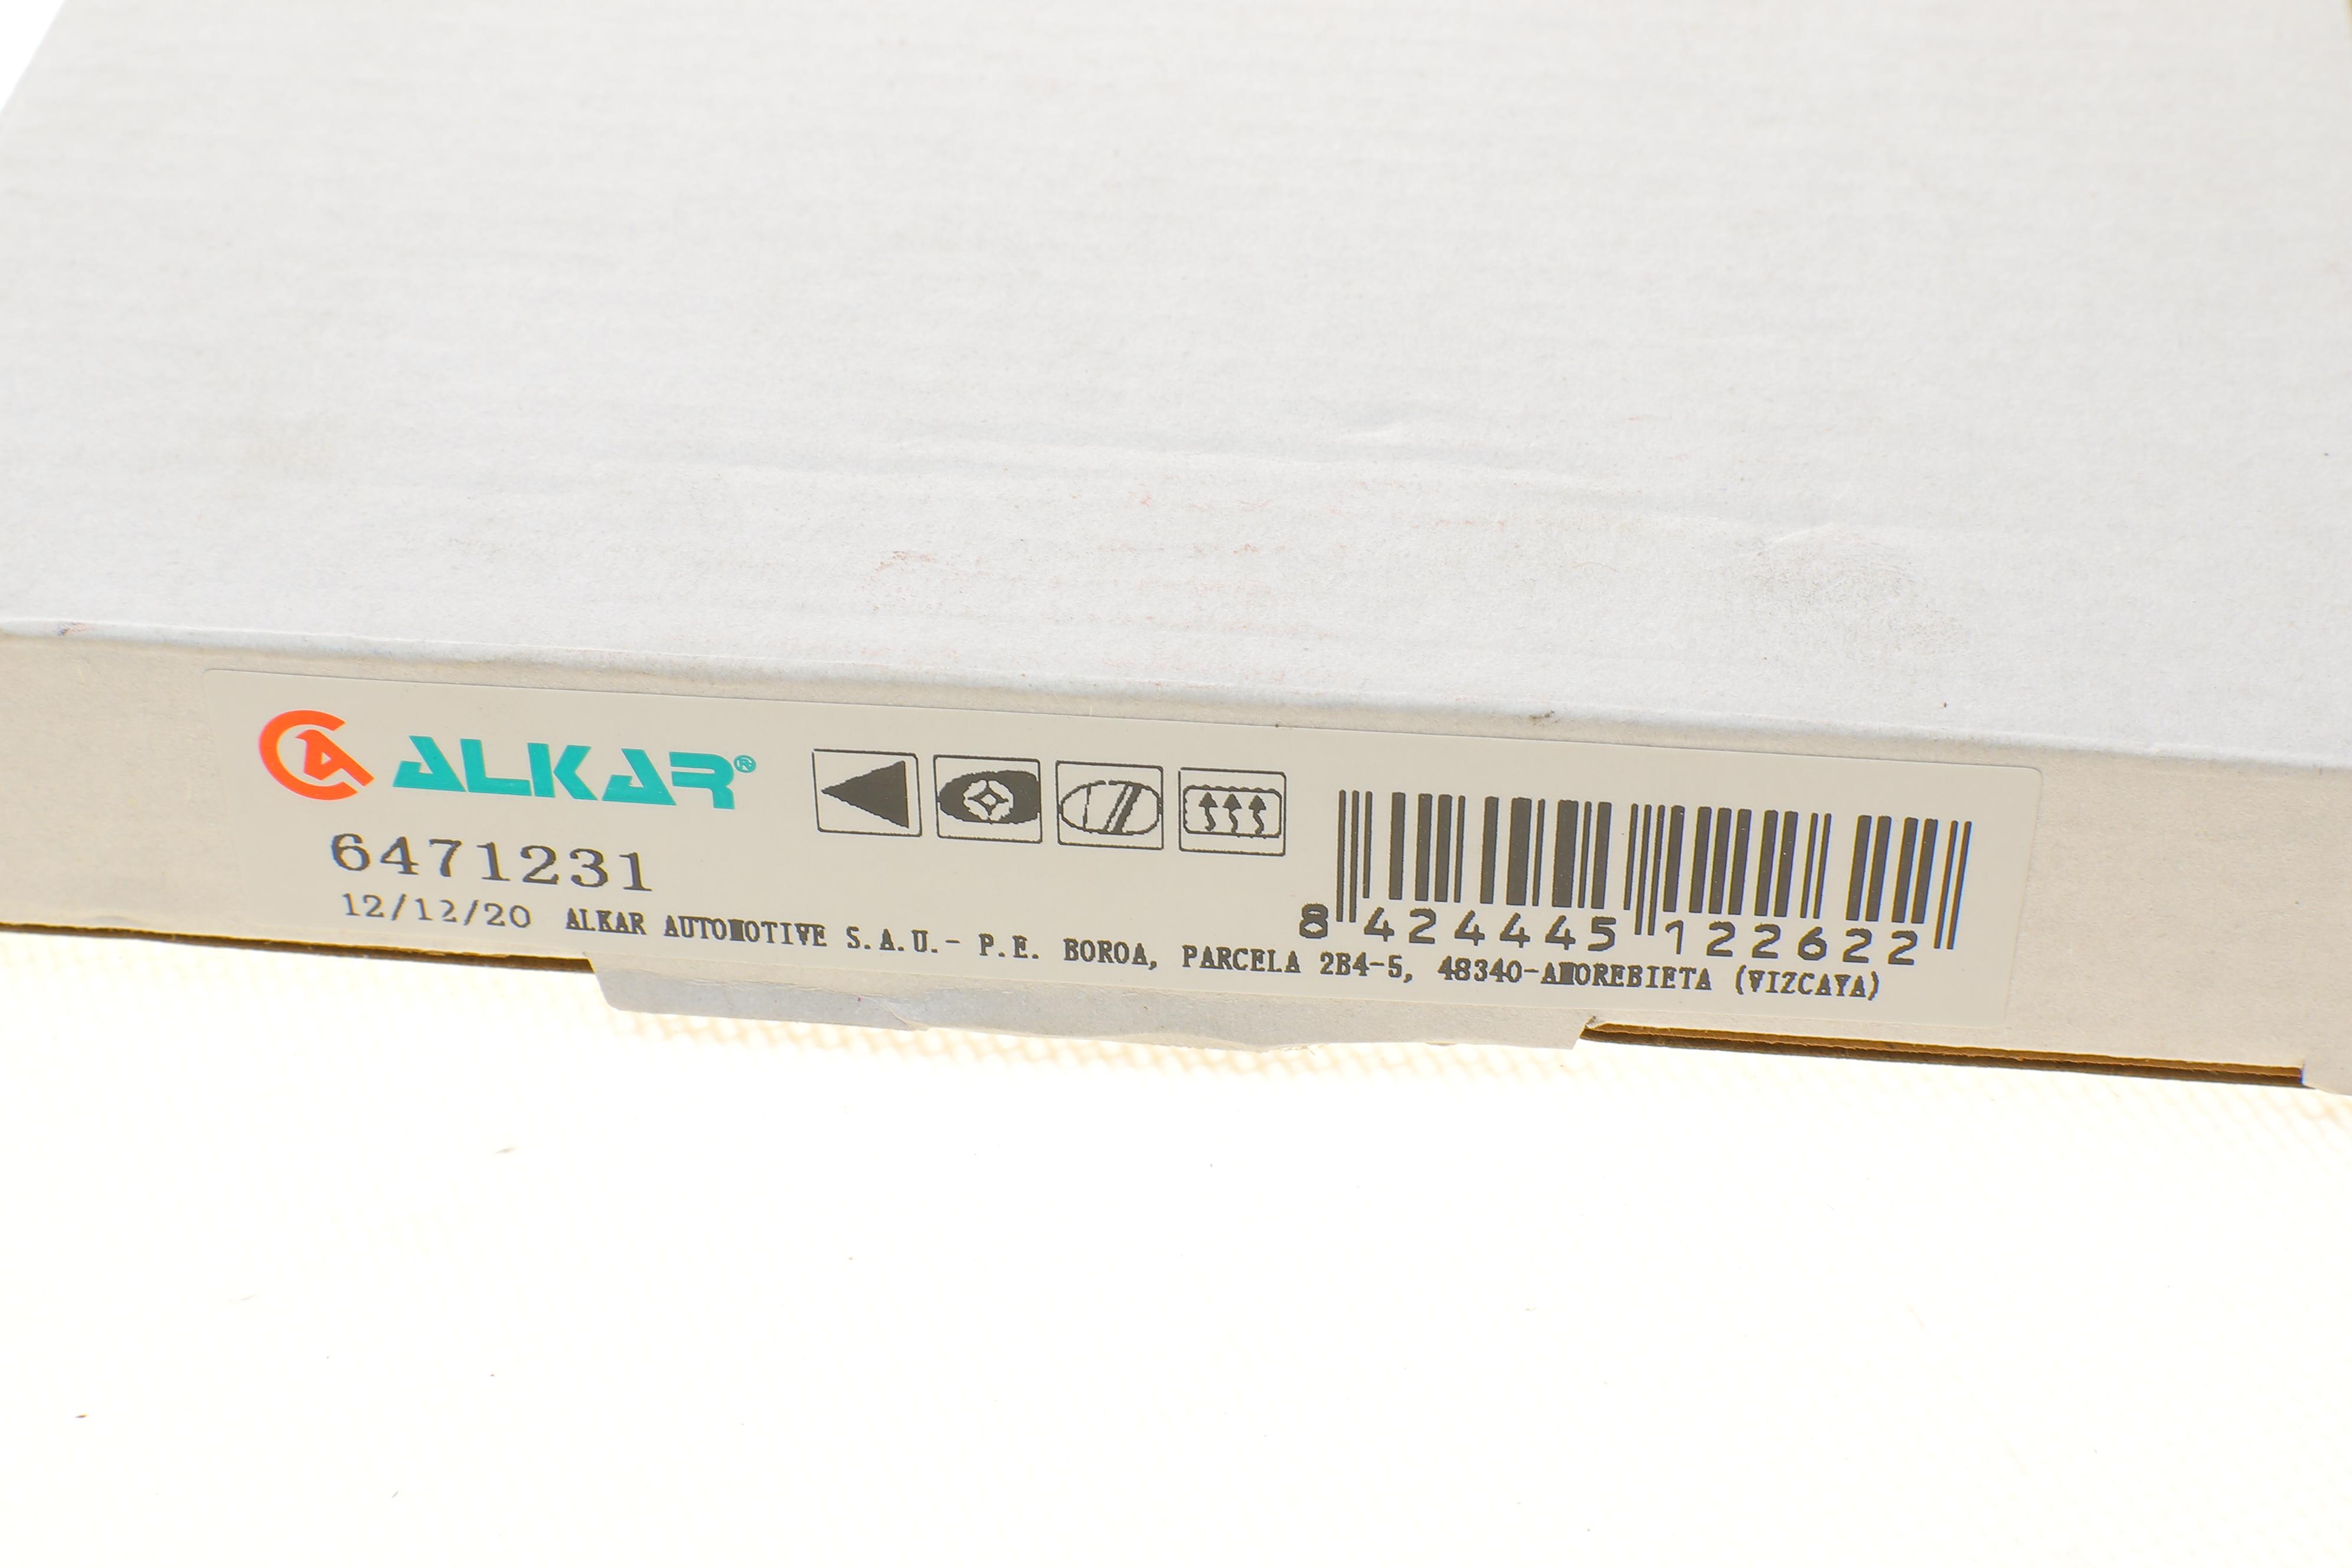 ALKAR®
6471231
8 424445 122622
12/12/20 ALKAR AUTOMOTIVE S.A.U.- P.E. BOROA, PARCELA 2B4-5, 48340-AMOREBIETA (VIZCAYA)